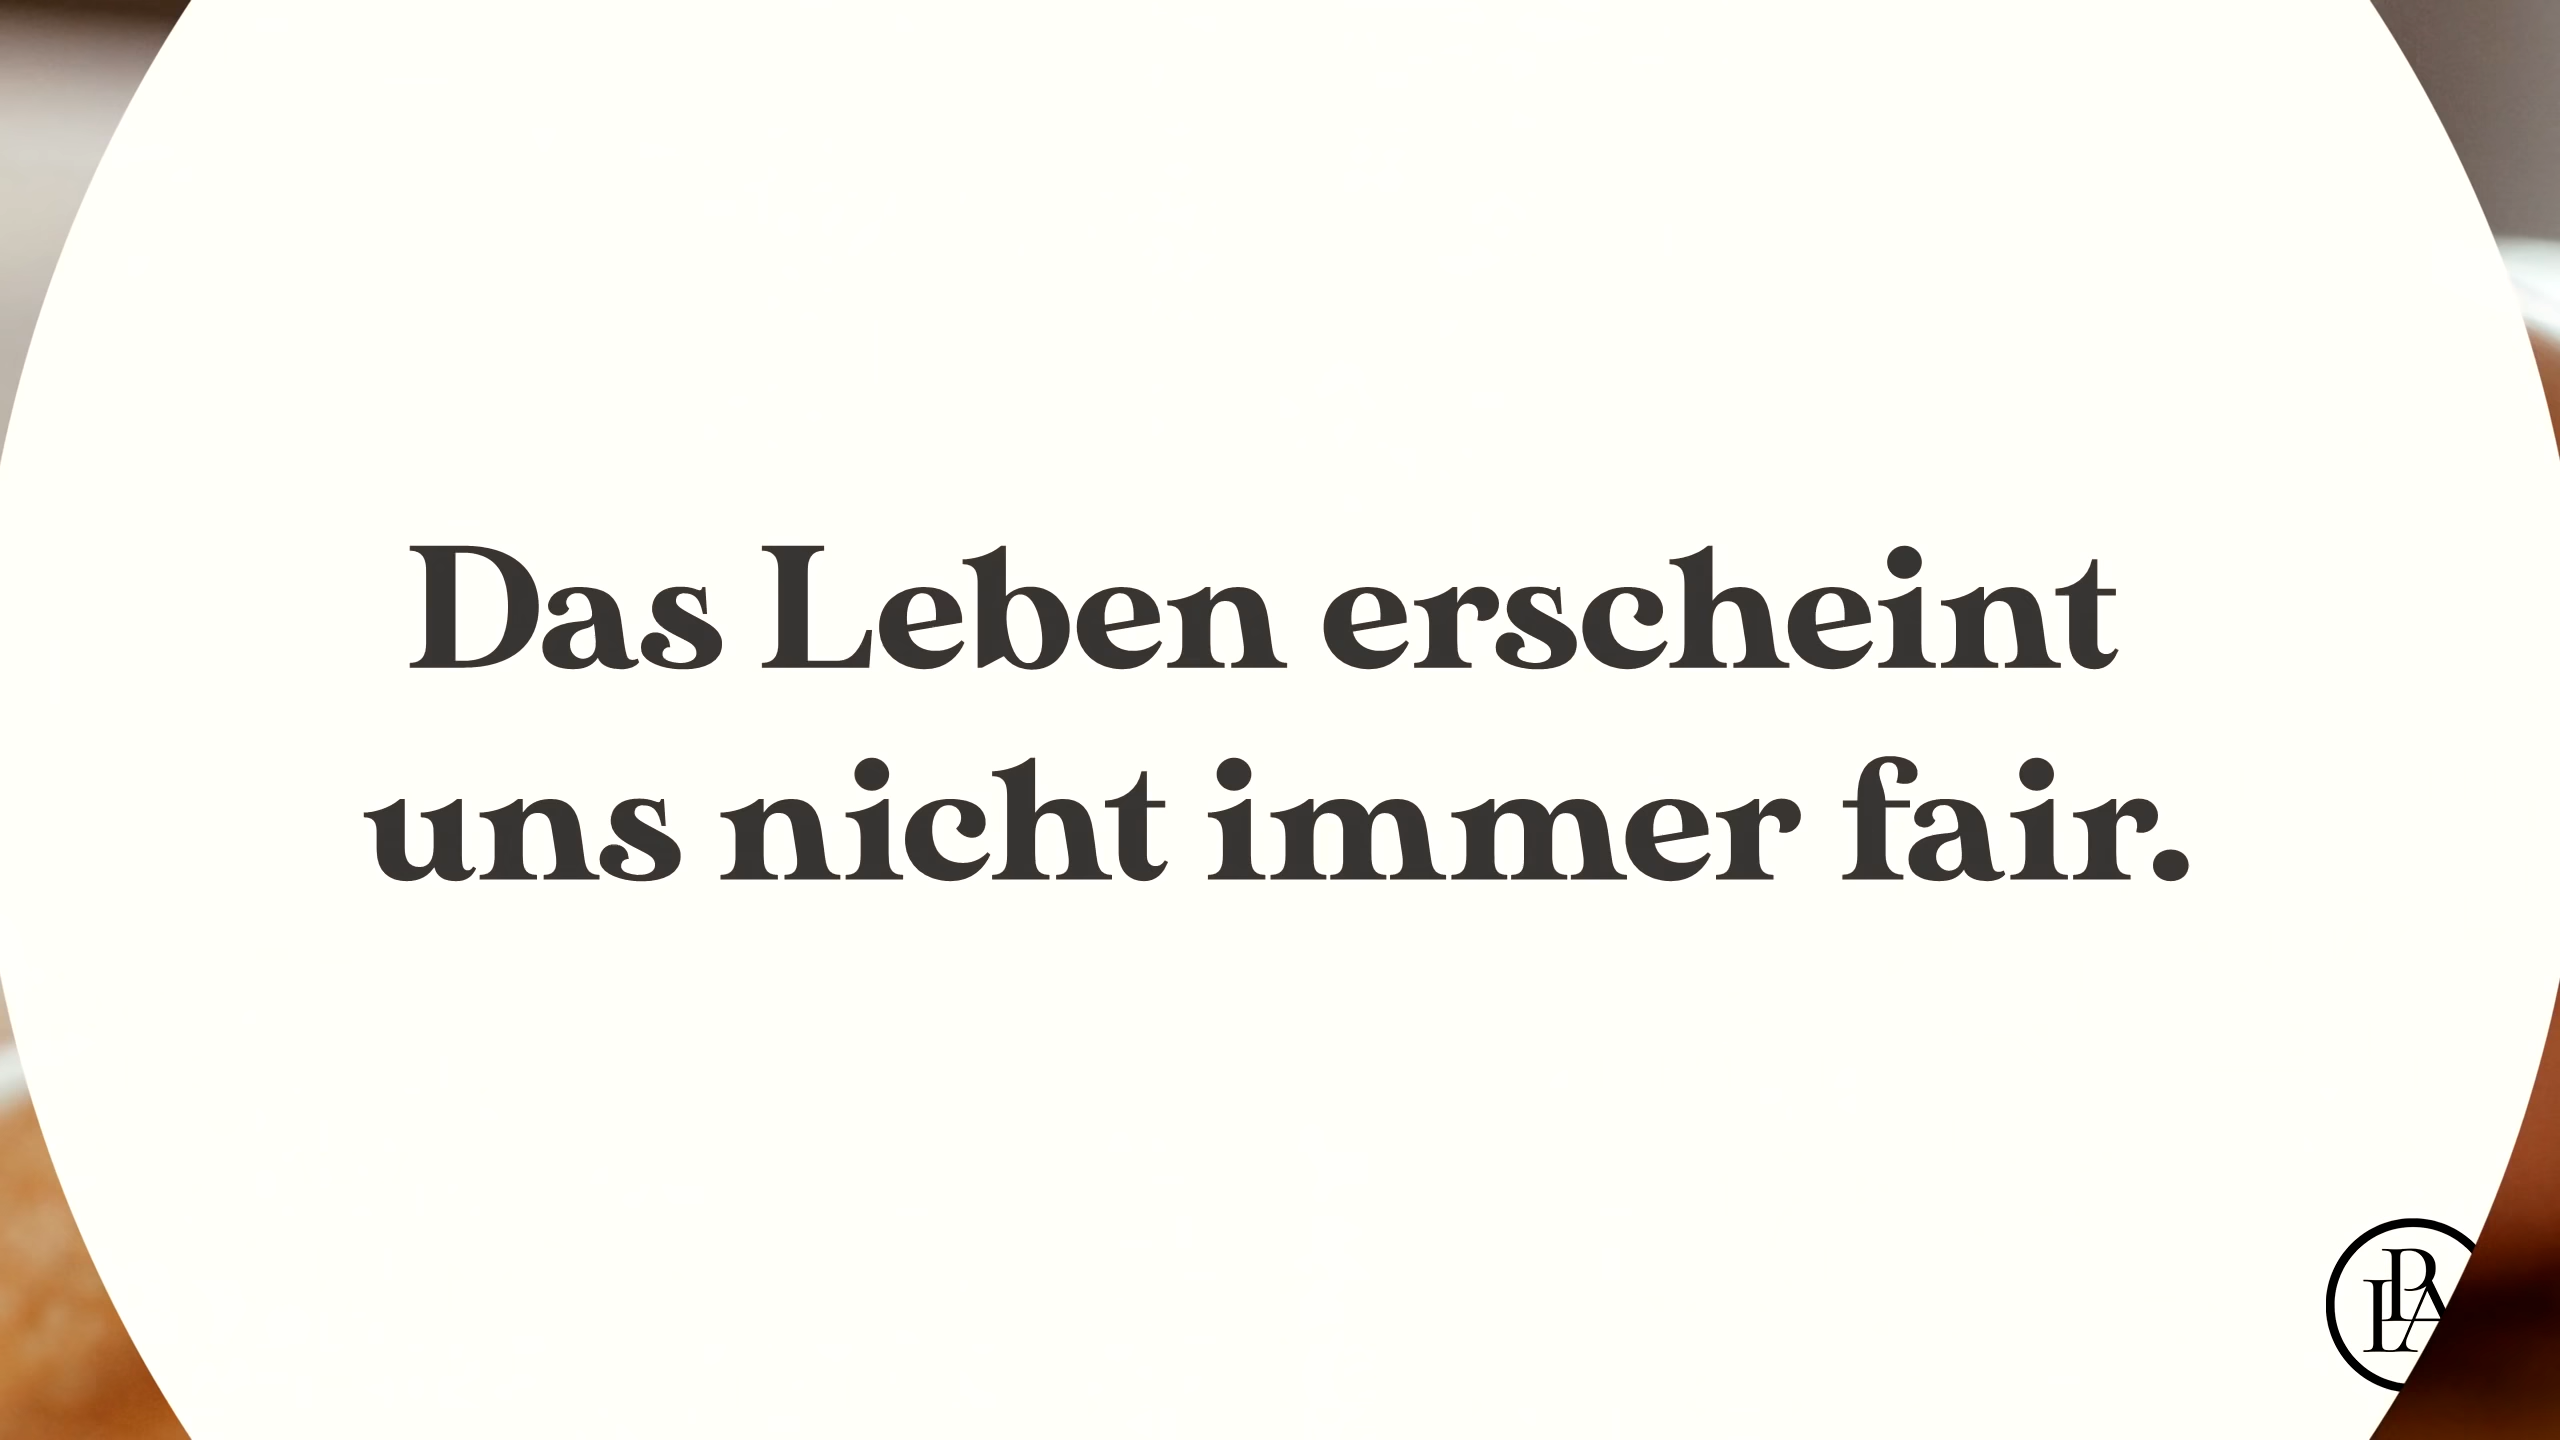 Das Leben erscheint
uns nicht immer fair.